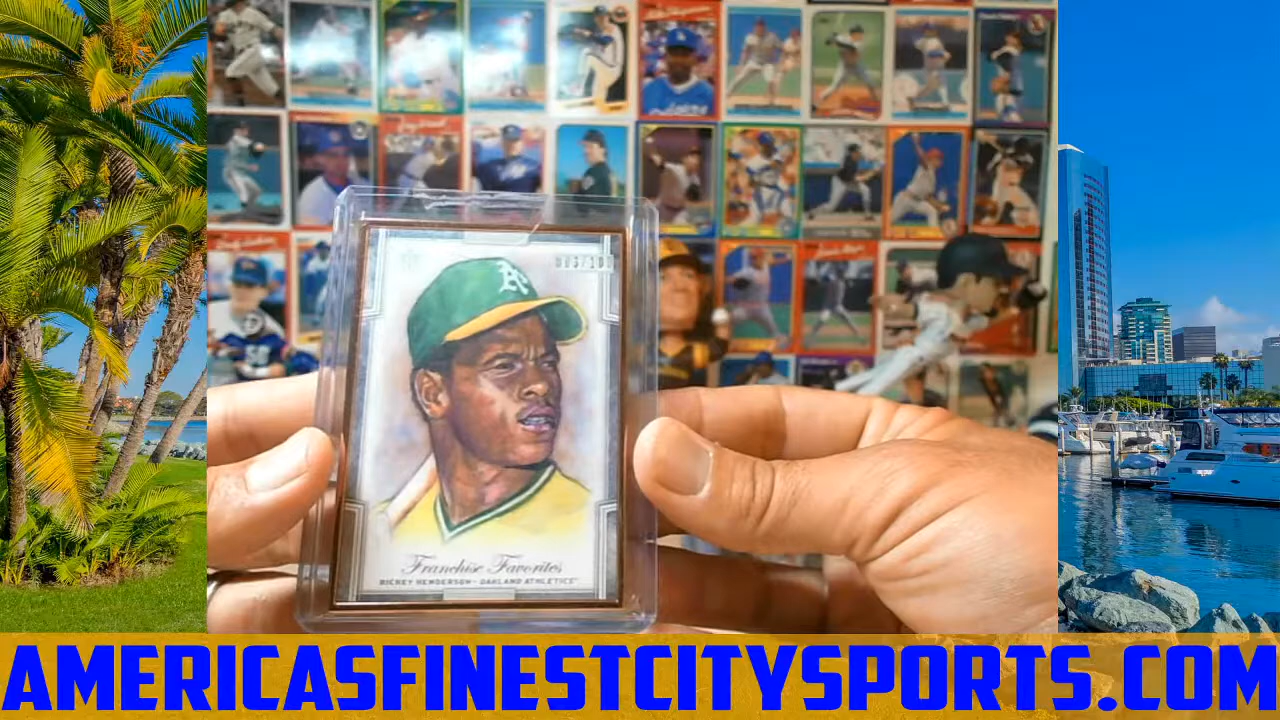 A's
Franchise Favorites
RICKEY HENDERSON - OAKLAND ATHLETICS®
AMERICASFINESTCITYSPORTS.COM